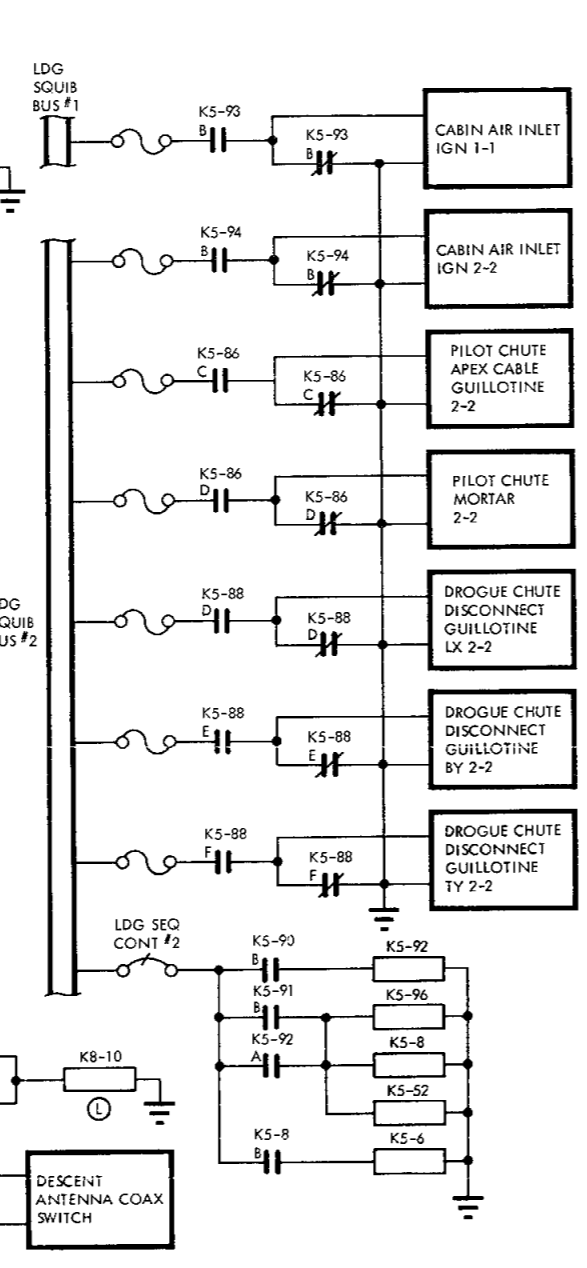 LDG
SQUIB
BUS #1
K5-93
B
K5-93
B
CABIN AIR INLET
IGN 1-1
K5-94
B
K5-94
B
CABIN AIR INLET
IGN 2-2
K5-86
C
K5-86
C
PILOT CHUTE
APEX CABLE
GUILLOTINE
2-2
K5-86
D
K5-86
D
PILOT CHUTE
MORTAR
2-2
DG
QUIB
US #2
K5-88
D
K5-88
D
DROGUE CHUTE
DISCONNECT
GUILLOTINE
LX 2-2
K5-88
E
K5-88
E
DROGUE CHUTE
DISCONNECT
GUILLOTINE
BY 2-2
K5-88
F
K5-88
F
DROGUE CHUTE
DISCONNECT
GUILLOTINE
TY 2-2
LDG SEQ
CONT #2
K5-90
B
K5-92
K5-91
B
K5-96
K5-92
A
K5-8
K5-52
K5-8
B
K5-6
K8-10
L
DESCENT
ANTENNA COAX
SWITCH